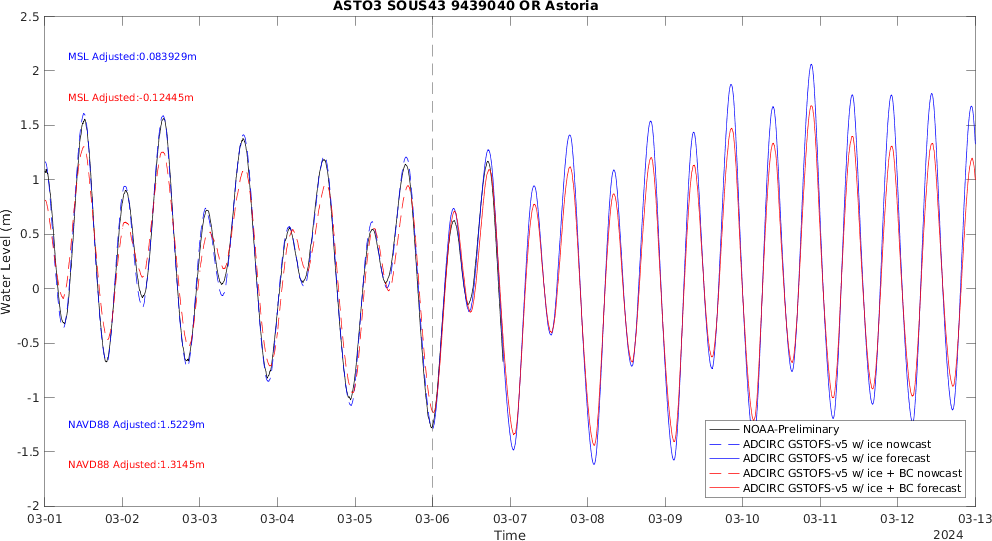 ASTO3 SOUS43 9439040 OR Astoria
Water Level (m)
2.5
2
1.5
1
0.5
0
-0.5
-1
-1.5
-2
MSL Adjusted:0.083929m
MSL Adjusted:-0.12445m
NAVD88 Adjusted:1.5229m
NAVD88 Adjusted:1.3145m
NOAA-Preliminary
ADCIRC GSTOFS-v5 w/ ice nowcast
ADCIRC GSTOFS-v5 w/ ice forecast
ADCIRC GSTOFS-v5 w/ ice + BC nowcast
ADCIRC GSTOFS-v5 w/ ice + BC forecast
03-01 03-02 03-03 03-04 03-05 03-06 03-07 03-08 03-09 03-10 03-11 03-12 03-13
Time
2024